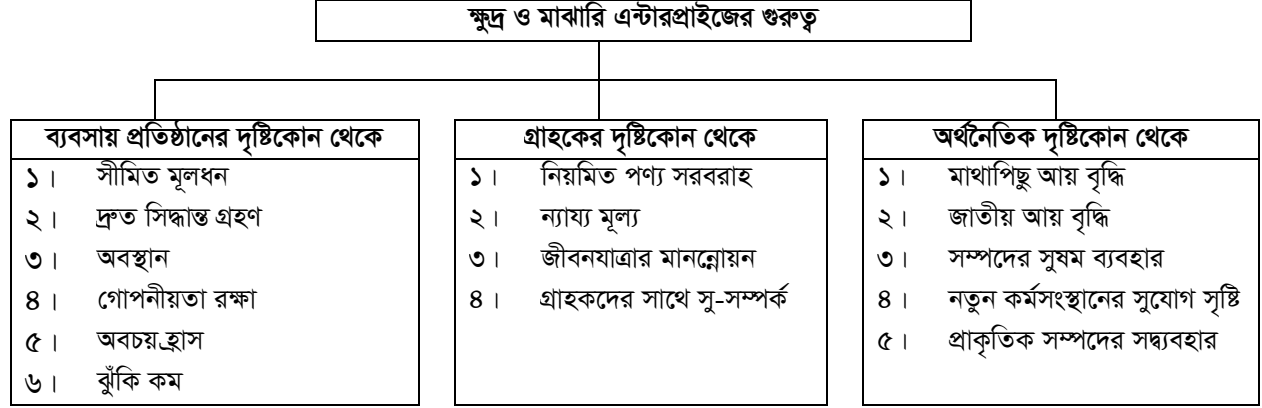 ক্ষুদ্র ও মাঝারি এন্টারপ্রাইজের গুরুত্ব
ব্যবসায় প্রতিষ্ঠানের দৃষ্টিকোন থেকে
১। সীমিত মূলধন
২। দ্রুত সিদ্ধান্ত গ্রহণ
৩। অবস্থান
৪। গোপনীয়তা রক্ষা
৫। অবচয় হ্রাস
৬। ঝুঁকি কম
গ্রাহকের দৃষ্টিকোন থেকে
১। নিয়মিত পণ্য সরবরাহ
২। ন্যায্য মূল্য
৩। জীবনযাত্রার মানন্নোয়ন
৪। গ্রাহকদের সাথে সু-সম্পর্ক
অর্থনৈতিক দৃষ্টিকোন থেকে
১। মাথাপিছু আয় বৃদ্ধি
২। জাতীয় আয় বৃদ্ধি
৩। সম্পদের সুষম ব্যবহার
৪। নতুন কর্মসংস্থানের সুযোগ সৃষ্টি
৫। প্রাকৃতিক সম্পদের সদ্ব্যবহার